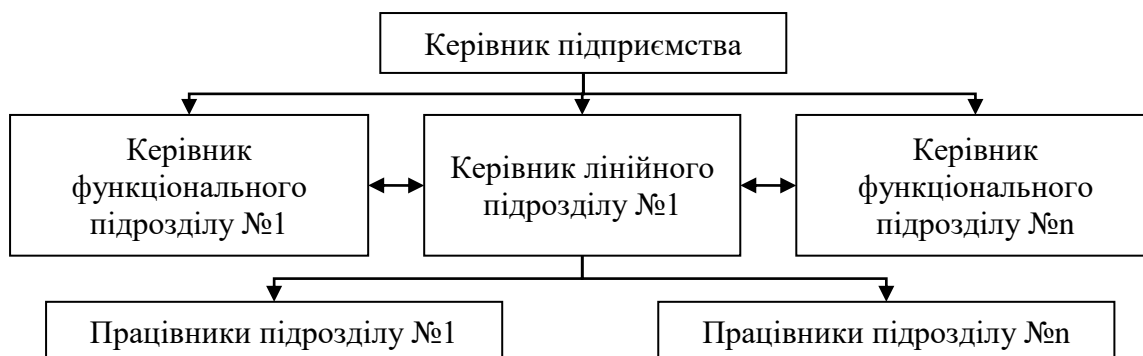 Керівник підприємства
Керівник
функціонального
підрозділу №1
Керівник лінійного
підрозділу №1
Керівник
функціонального
підрозділу №n
Працівники підрозділу №1
Працівники підрозділу №n